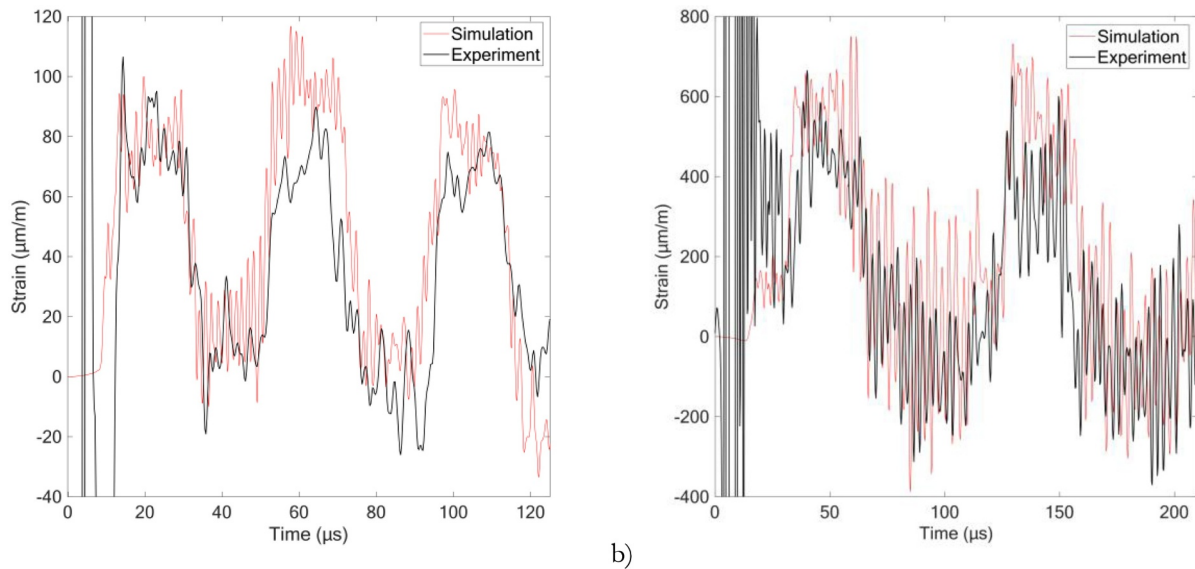 120
100
80
60
40
20
0
-20
-40
Strain (µm/m)
0 20 40 60 80 100 120
Time (µs)
Simulation
Experiment
b)
800
600
400
200
0
-200
-400
Strain (µm/m)
0 50 100 150 200
Time (µs)
Simulation
Experiment